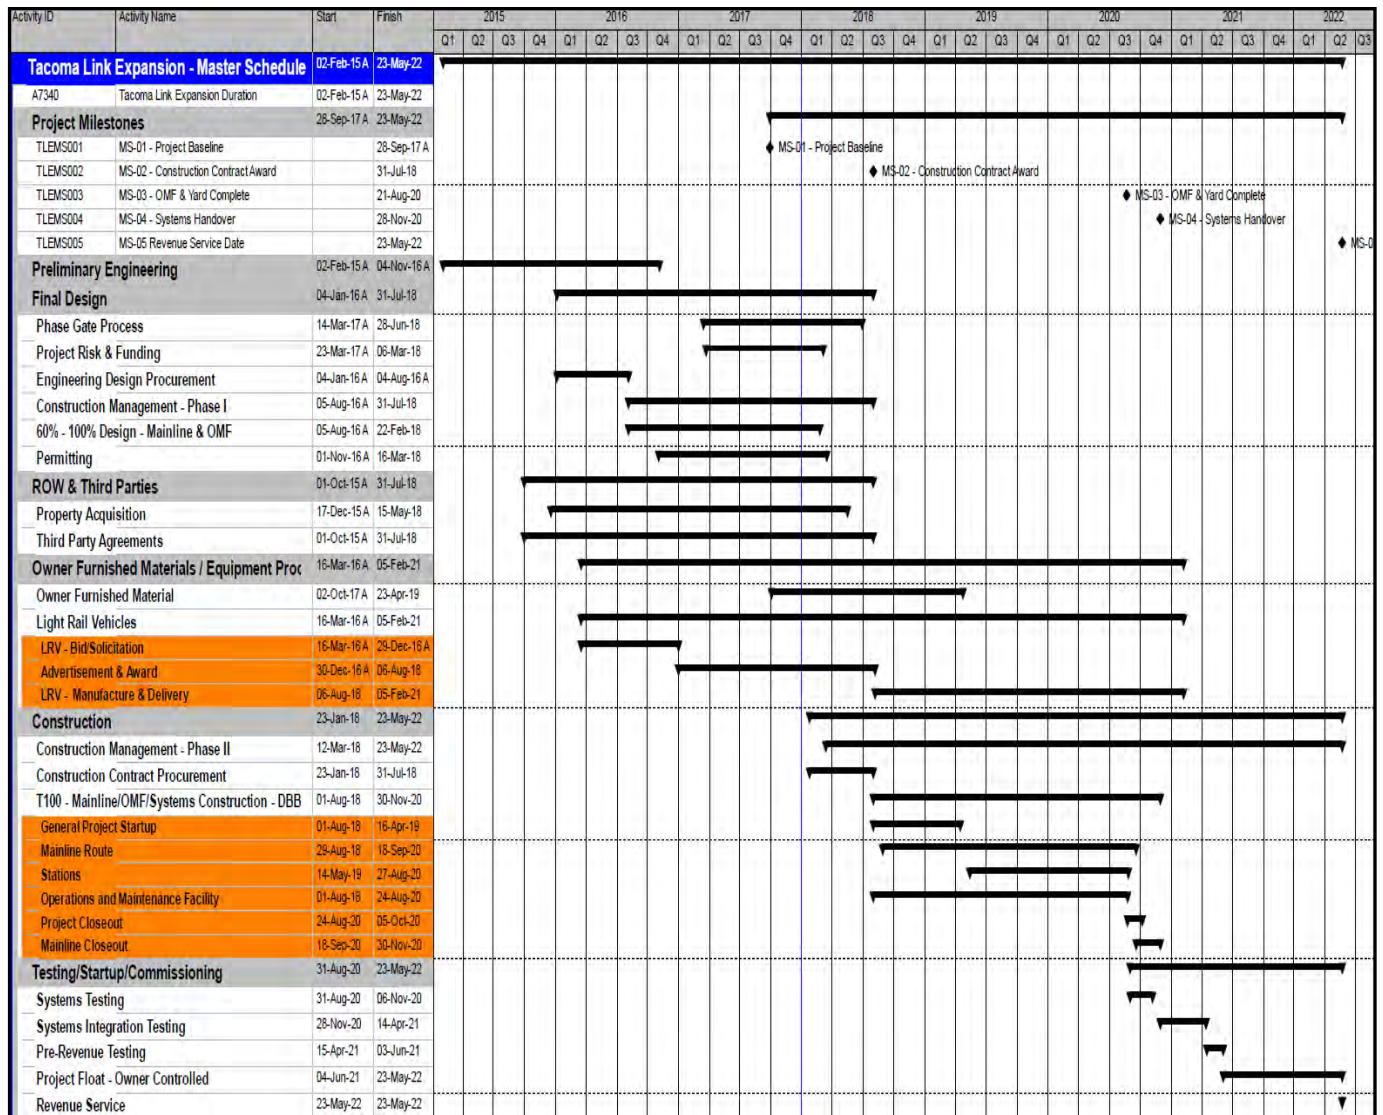 Activity ID Activity Name Start Finish 2015 2016 2017 2018 2019 2020 2021 2022
Q1 Q2 Q3 Q4 Q1 Q2 Q3 Q4 Q1 Q2 Q3 Q4 Q1 Q2 Q3 Q4 Q1 Q2 Q3 Q4 Q1 Q2 Q3 Q4 Q1 Q2 Q3 Q4 Q1 Q2 Q3
Tacoma Link Expansion - Master Schedule 02-Feb-15 A 23-May-22
A7340 Tacoma Link Expansion Duration 02-Feb-15 A 23-May-22
Project Milestones 28-Sep-17 A 23-May-22
TLEMS001 MS-01 - Project Baseline 28-Sep-17 A MS-01 - Project Baseline
TLEMS002 MS-02 - Construction Contract Award 31-Jul-18 MS-02 - Construction Contract Award
TLEMS003 MS-03 - OMF & Yard Complete 21-Aug-20 MS-03 - OMF & Yard Complete
TLEMS004 MS-04 - Systems Handover 28-Nov-20 MS-04 - Systems Handover
TLEMS005 MS-05 Revenue Service Date 23-May-22 MS-0
Preliminary Engineering 02-Feb-15 A 04-Nov-16 A
Final Design 04-Jan-16 A 31-Jul-18
Phase Gate Process 14-Mar-17 A 28-Jun-18
Project Risk & Funding 23-Mar-17 A 06-Mar-18
Engineering Design Procurement 04-Jan-16 A 04-Aug-16 A
Construction Management - Phase I 05-Aug-16 A 31-Jul-18
60% - 100% Design - Mainline & OMF 05-Aug-16 A 22-Feb-18
Permitting 01-Nov-16 A 16-Mar-18
ROW & Third Parties 01-Oct-15 A 31-Jul-18
Property Acquisition 17-Dec-15 A 15-May-18
Third Party Agreements 01-Oct-15 A 31-Jul-18
Owner Furnished Materials / Equipment Proc 16-Mar-16 A 05-Feb-21
Owner Furnished Material 02-Oct-17 A 23-Apr-19
Light Rail Vehicles 16-Mar-16 A 05-Feb-21
LRV - Bid/Solicitation 16-Mar-16 A 29-Dec-16 A
Advertisement & Award 30-Dec-16 A 06-Aug-18
LRV - Manufacture & Delivery 06-Aug-18 05-Feb-21
Construction 23-Jan-18 23-May-22
Construction Management - Phase II 12-Mar-18 23-May-22
Construction Contract Procurement 23-Jan-18 31-Jul-18
T100 - Mainline/OMF/Systems Construction - DBB 01-Aug-18 30-Nov-20
General Project Startup 01-Aug-18 16-Apr-19
Mainline Route 29-Aug-18 18-Sep-20
Stations 14-May-19 27-Aug-20
Operations and Maintenance Facility 01-Aug-18 24-Aug-20
Project Closeout 24-Aug-20 05-Oct-20
Mainline Closeout 18-Sep-20 30-Nov-20
Testing/Startup/Commissioning 31-Aug-20 23-May-22
Systems Testing 31-Aug-20 06-Nov-20
Systems Integration Testing 28-Nov-20 14-Apr-21
Pre-Revenue Testing 15-Apr-21 03-Jun-21
Project Float - Owner Controlled 04-Jun-21 23-May-22
Revenue Service 23-May-22 23-May-22